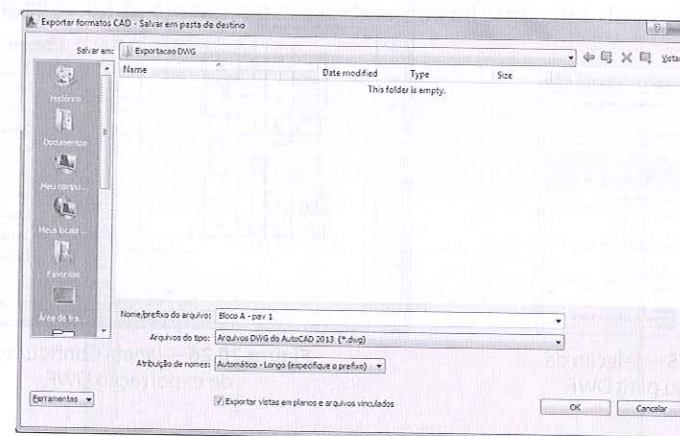 Exportar formatos CAD - Salvar em pasta de destino
Salvar em: Exportacao DWG Vistas
Name Date modified Type Size
This folder is empty.
Histórico
Documentos
Meu compu...
Meus locais ...
Favoritos
Área de tra...
Nome/prefixo do arquivo: Bloco A - pav 1
Arquivos do tipo: Arquivos DWG do AutoCAD 2013 (*.dwg)
Atribuição de nomes: Automático - Longo (especifique o prefixo)
Ferramentas
Exportar vistas em planos e arquivos vinculados
OK Cancelar